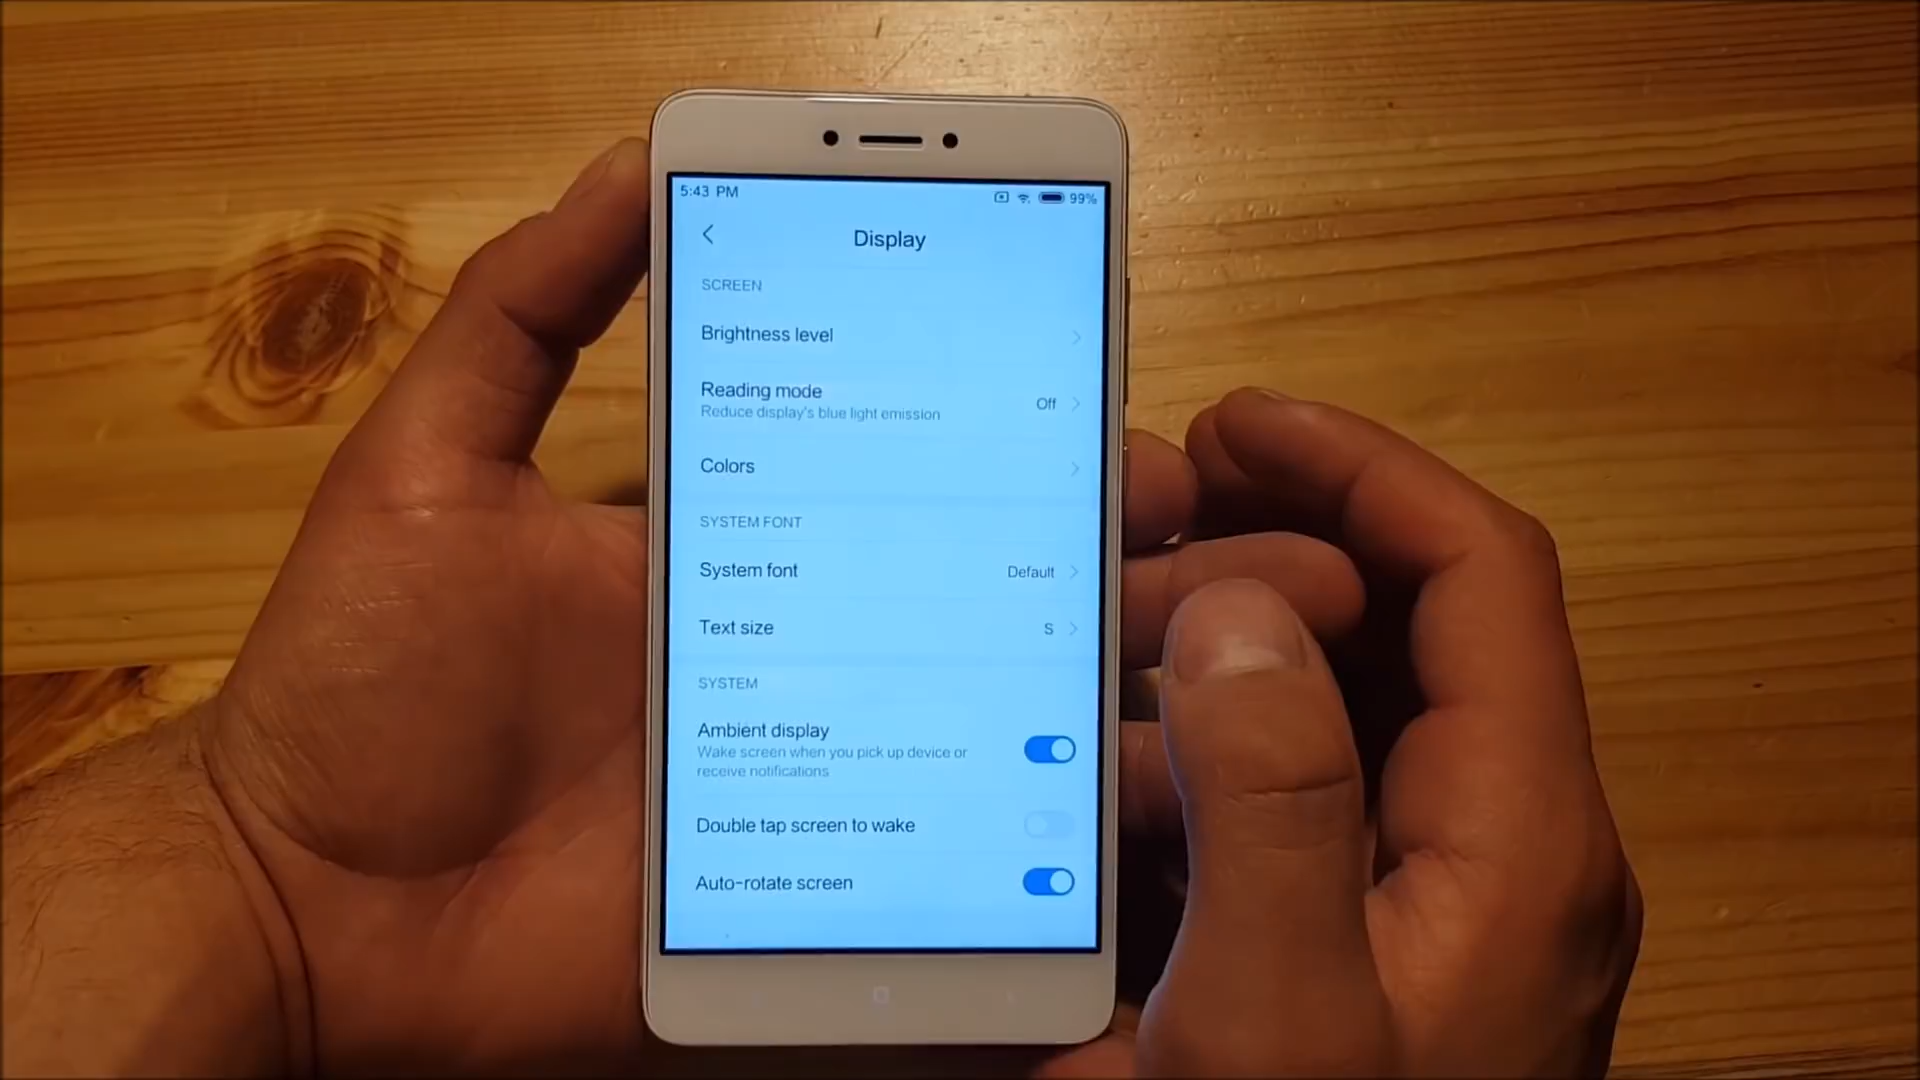 5:43 PM 99%
Display
SCREEN
Brightness level
Reading mode
Reduce display's blue light emission
Off
Colors
SYSTEM FONT
System font Default
Text size S
SYSTEM
Ambient display
Wake screen when you pick up device or
receive notifications
Double tap screen to wake
Auto-rotate screen